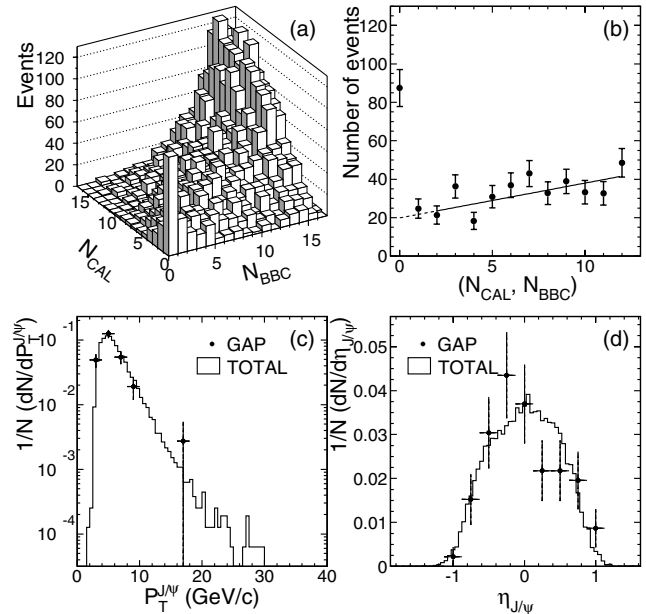 (a)
Events
120
100
80
60
40
20
0
15
10
5
0
0
5
10
15
N_CAL
N_BBC
(b)
Number of events
120
100
80
60
40
20
0
0
5
10
(N_CAL, N_BBC)
(c)
1/N (dN/dP_T^J/ψ)
GAP
TOTAL
10^-1
10^-3
10^-4
0
10
20
30
40
P_T^J/ψ (GeV/c)
(d)
1/N (dN/dη_J/ψ)
GAP
TOTAL
0.05
0.04
0.03
0.02
0.01
0
-1
0
1
η_J/ψ